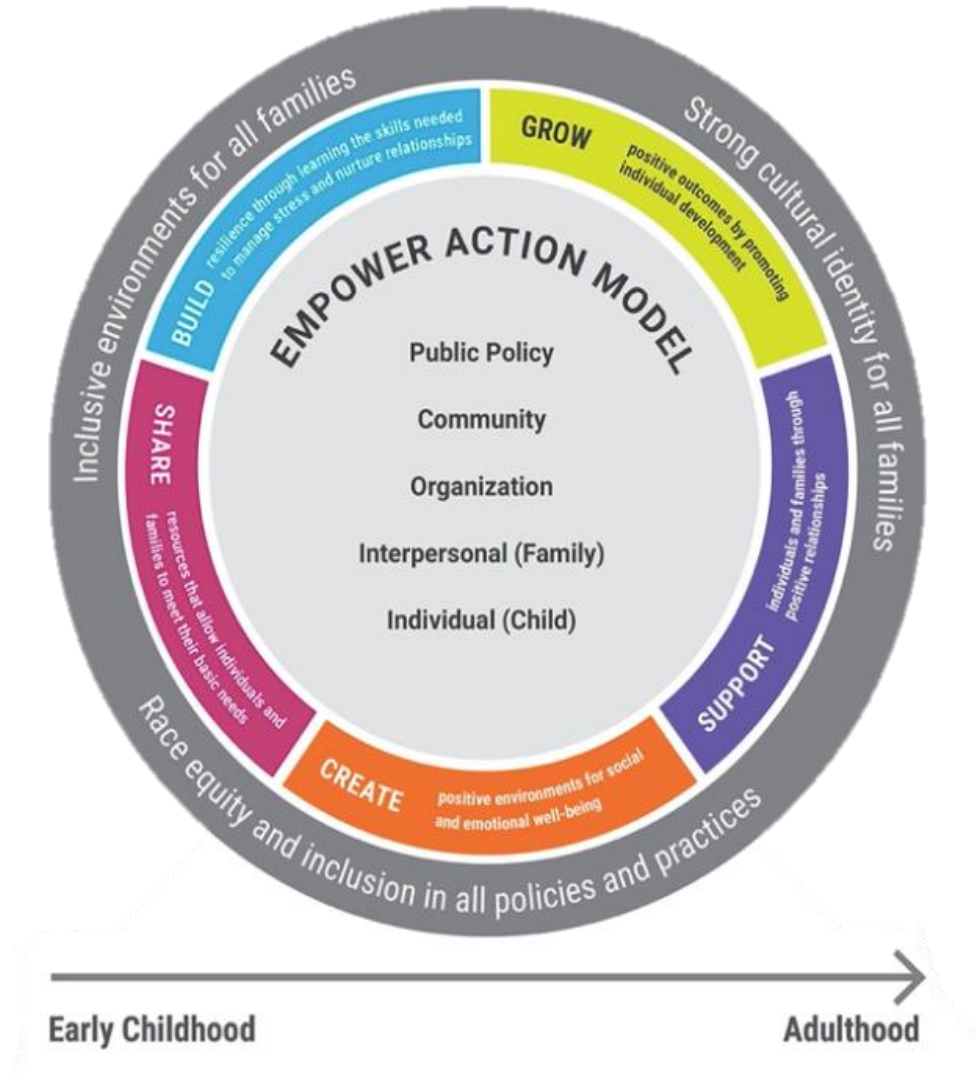 Inclusive environments for all families
Strong cultural identity for all families
Race equity and inclusion in all policies and practices
BUILD
resilience through learning the skills needed
to manage stress and nurture relationships
GROW
positive outcomes by promoting
individual development
SUPPORT
individuals and families through
positive relationships
CREATE
positive environments for social
and emotional well-being
SHARE
resources that allow individuals and
families to meet their basic needs
EMPOWER ACTION MODEL
Public Policy
Community
Organization
Interpersonal (Family)
Individual (Child)
Early Childhood
Adulthood